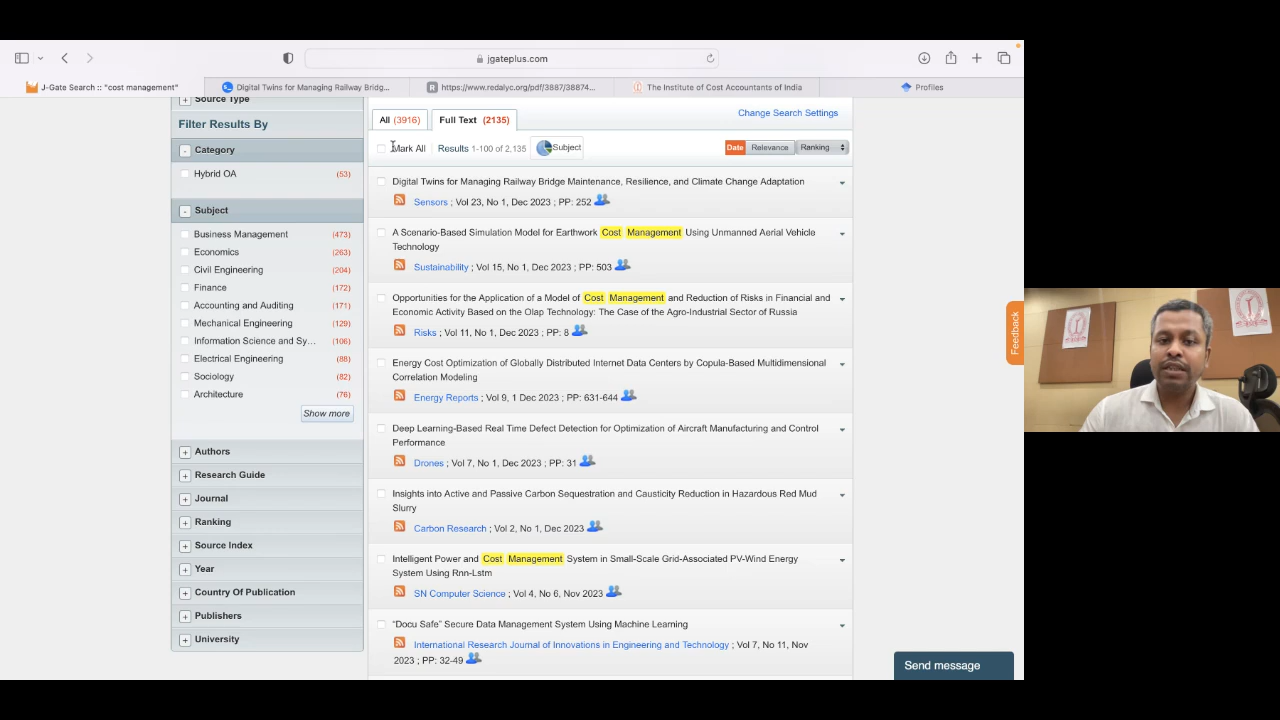 jgateplus.com
J-Gate Search :: "cost management"
Digital Twins for Managing Railway Bridg...
https://www.redalyc.org/pdf/3887/38874...
The Institute of Cost Accountants of India
Profiles
Source Type
Filter Results By
Category
Hybrid OA (53)
Subject
Business Management (473)
Economics (263)
Civil Engineering (204)
Finance (172)
Accounting and Auditing (171)
Mechanical Engineering (129)
Information Science and Sy... (106)
Electrical Engineering (88)
Sociology (82)
Architecture (76)
Show more
Authors
Research Guide
Journal
Ranking
Source Index
Year
Country Of Publication
Publishers
University
All (3916) Full Text (2135) Change Search Settings
Mark All Results 1-100 of 2,135 Subject Date Relevance Ranking
Digital Twins for Managing Railway Bridge Maintenance, Resilience, and Climate Change Adaptation
Sensors ; Vol 23, No 1, Dec 2023 ; PP: 252
A Scenario-Based Simulation Model for Earthwork Cost Management Using Unmanned Aerial Vehicle
Technology
Sustainability ; Vol 15, No 1, Dec 2023 ; PP: 503
Opportunities for the Application of a Model of Cost Management and Reduction of Risks in Financial and
Economic Activity Based on the Olap Technology: The Case of the Agro-Industrial Sector of Russia
Risks ; Vol 11, No 1, Dec 2023 ; PP: 8
Energy Cost Optimization of Globally Distributed Internet Data Centers by Copula-Based Multidimensional
Correlation Modeling
Energy Reports ; Vol 9, 1 Dec 2023 ; PP: 631-644
Deep Learning-Based Real Time Defect Detection for Optimization of Aircraft Manufacturing and Control
Performance
Drones ; Vol 7, No 1, Dec 2023 ; PP: 31
Insights into Active and Passive Carbon Sequestration and Causticity Reduction in Hazardous Red Mud
Slurry
Carbon Research ; Vol 2, No 1, Dec 2023
Intelligent Power and Cost Management System in Small-Scale Grid-Associated PV-Wind Energy
System Using Rnn-Lstm
SN Computer Science ; Vol 4, No 6, Nov 2023
"Docu Safe" Secure Data Management System Using Machine Learning
International Research Journal of Innovations in Engineering and Technology ; Vol 7, No 11, Nov
2023 ; PP: 32-49
Feedback
Send message